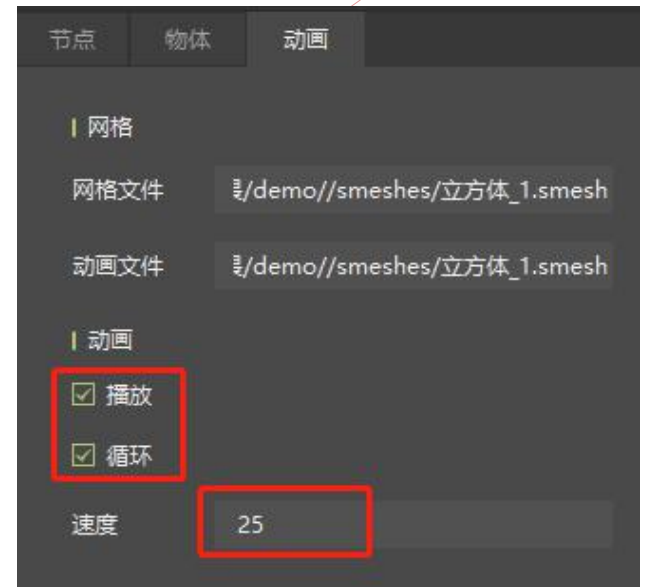 节点 物体 动画
网格
网格文件 /demo//smeshes/立方体_1.smesh
动画文件 /demo//smeshes/立方体_1.smesh
动画
播放
循环
速度 25